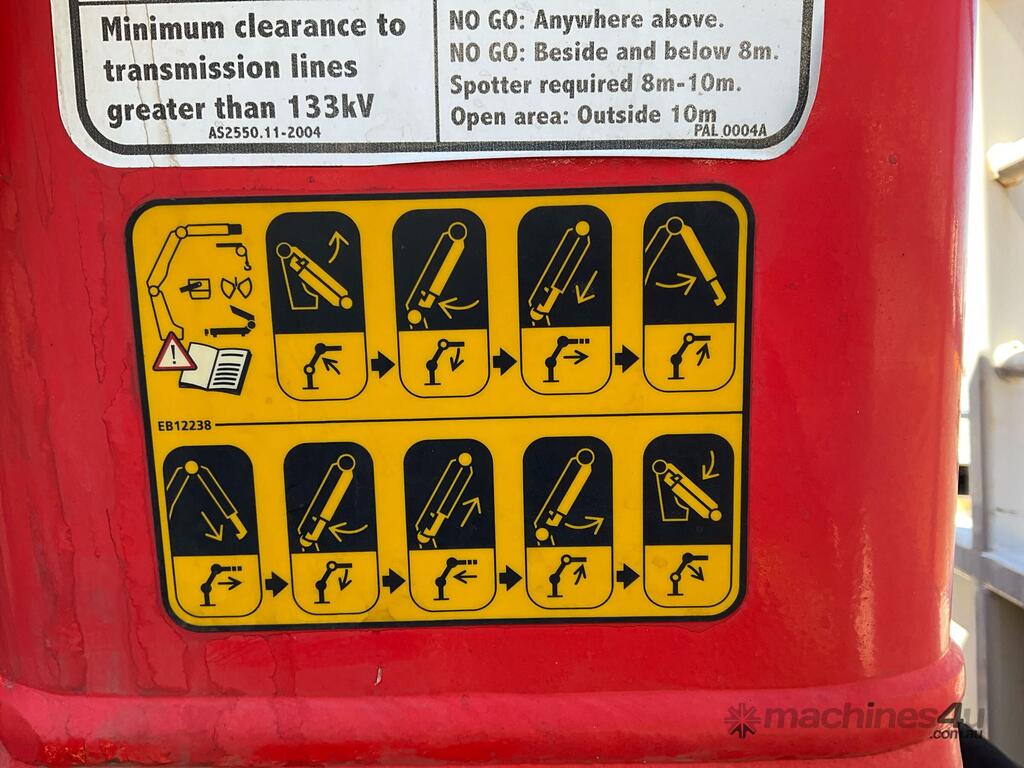 Minimum clearance to
transmission lines
greater than 133kV
AS2550.11-2004
NO GO: Anywhere above.
NO GO: Beside and below 8m.
Spotter required 8m-10m.
Open area: Outside 10m
PAL 0004A
EB12238
machines4u
.com.au